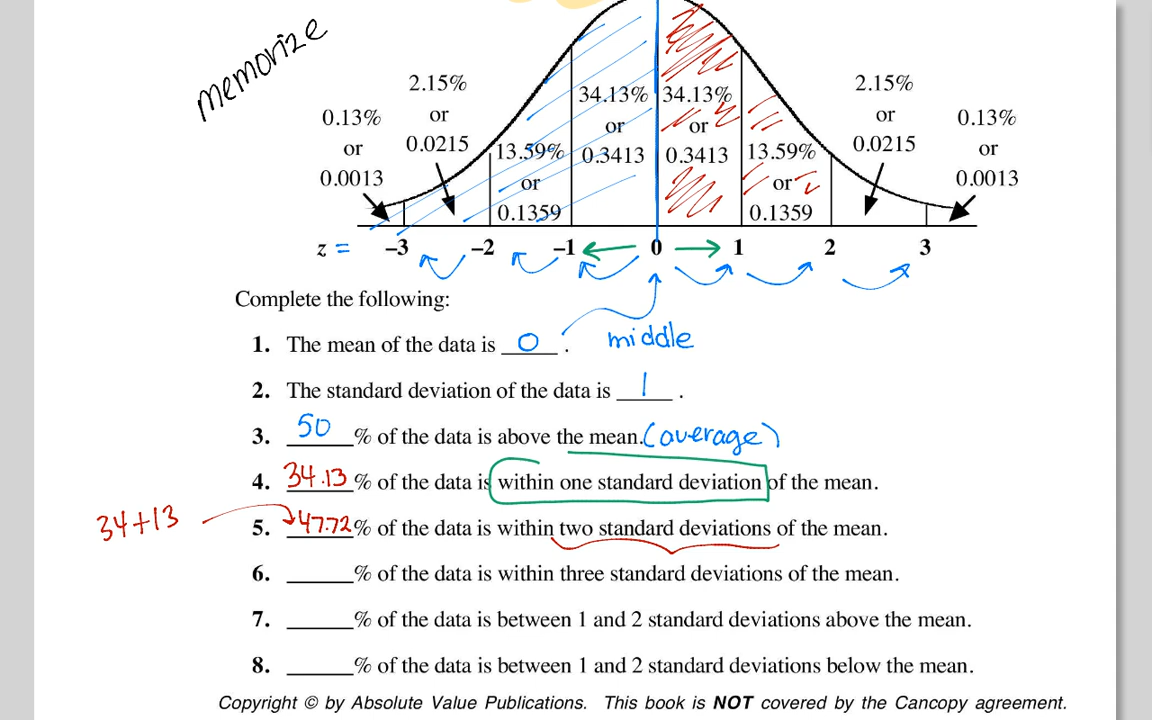 memorize
2.15%
or
0.0215
0.13%
or
0.0013
34.13%
or
0.3413
34.13%
or
0.3413
13.59%
or
0.1359
13.59%
or
0.1359
2.15%
or
0.0215
0.13%
or
0.0013
z = –3 –2 –1 0 1 2 3
Complete the following:
1. The mean of the data is 0 . middle
2. The standard deviation of the data is 1 .
3. 50 % of the data is above the mean. (average)
4. 34.13 % of the data is within one standard deviation of the mean.
34+13
5. 47.72 % of the data is within two standard deviations of the mean.
6. ______% of the data is within three standard deviations of the mean.
7. ______% of the data is between 1 and 2 standard deviations above the mean.
8. ______% of the data is between 1 and 2 standard deviations below the mean.
Copyright © by Absolute Value Publications. This book is NOT covered by the Cancopy agreement.